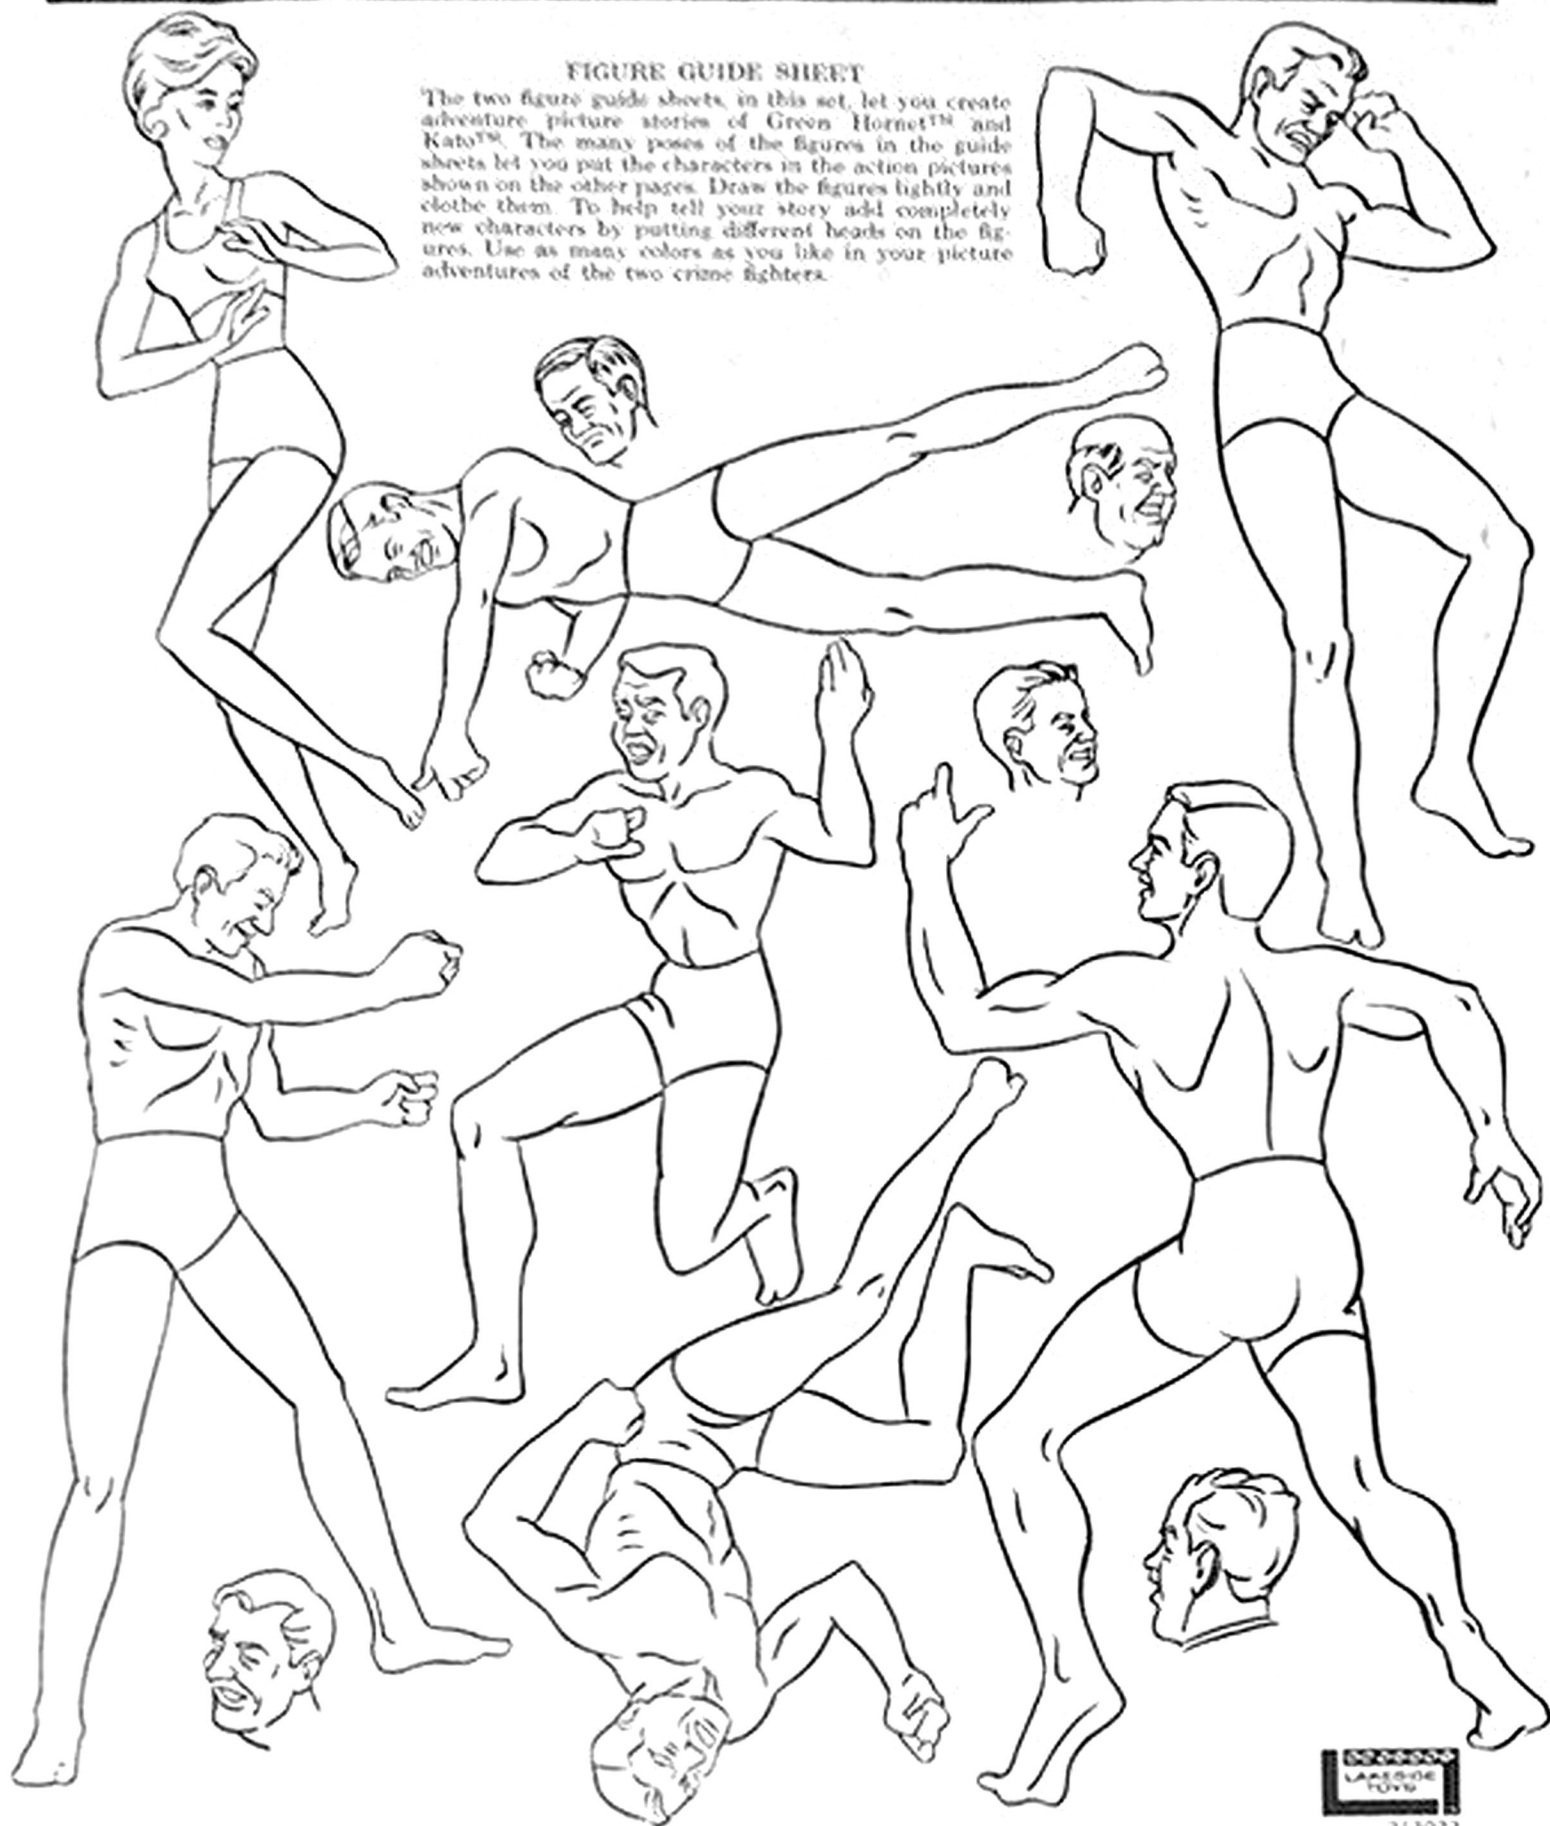 FIGURE GUIDE SHEET
The two figure guide sheets, in this set, let you create
adventure picture stories of Green Hornet™ and
Kato™. The many poses of the figures in the guide
sheets let you put the characters in the action pictures
shown on the other pages. Draw the figures lightly and
clothe them. To help tell your story add completely
new characters by putting different heads on the fig-
ures. Use as many colors as you like in your picture
adventures of the two crime fighters.
LAKESIDE
TOYS